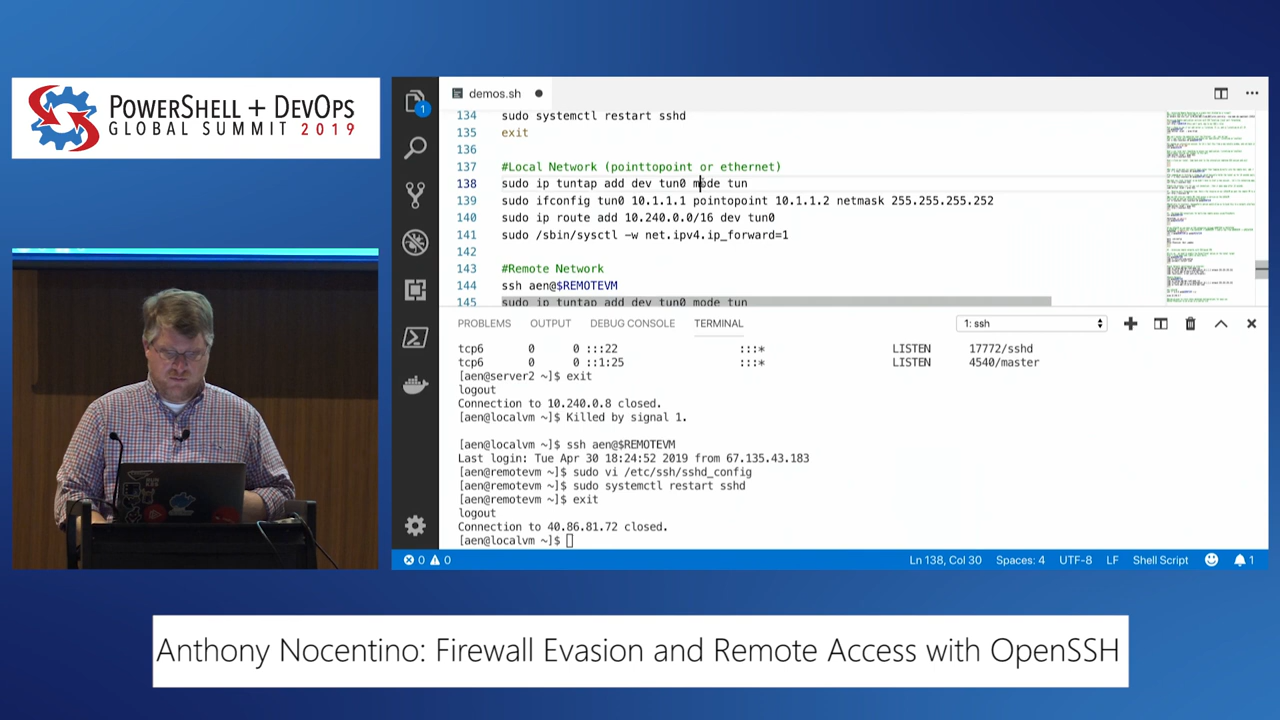 POWERSHELL + DEVOPS
GLOBAL SUMMIT 2019
demos.sh
134 sudo systemctl restart sshd
135 exit
136
137 #Local Network (pointtopoint or ethernet)
138 sudo ip tuntap add dev tun0 mode tun
139 sudo ifconfig tun0 10.1.1.1 pointopoint 10.1.1.2 netmask 255.255.255.252
140 sudo ip route add 10.240.0.0/16 dev tun0
141 sudo /sbin/sysctl -w net.ipv4.ip_forward=1
142
143 #Remote Network
144 ssh aen@$REMOTEVM
145 sudo ip tuntap add dev tun0 mode tun
PROBLEMS OUTPUT DEBUG CONSOLE TERMINAL 1: ssh
tcp6 0 0 :::22 :::* LISTEN 17772/sshd
tcp6 0 0 ::1:25 :::* LISTEN 4540/master
[aen@server2 ~]$ exit
logout
Connection to 10.240.0.8 closed.
[aen@localvm ~]$ Killed by signal 1.
[aen@localvm ~]$ ssh aen@$REMOTEVM
Last login: Tue Apr 30 18:24:52 2019 from 67.135.43.183
[aen@remotevm ~]$ sudo vi /etc/ssh/sshd_config
[aen@remotevm ~]$ sudo systemctl restart sshd
[aen@remotevm ~]$ exit
logout
Connection to 40.86.81.72 closed.
[aen@localvm ~]$
0 0 Ln 138, Col 30 Spaces: 4 UTF-8 LF Shell Script 1
Anthony Nocentino: Firewall Evasion and Remote Access with OpenSSH